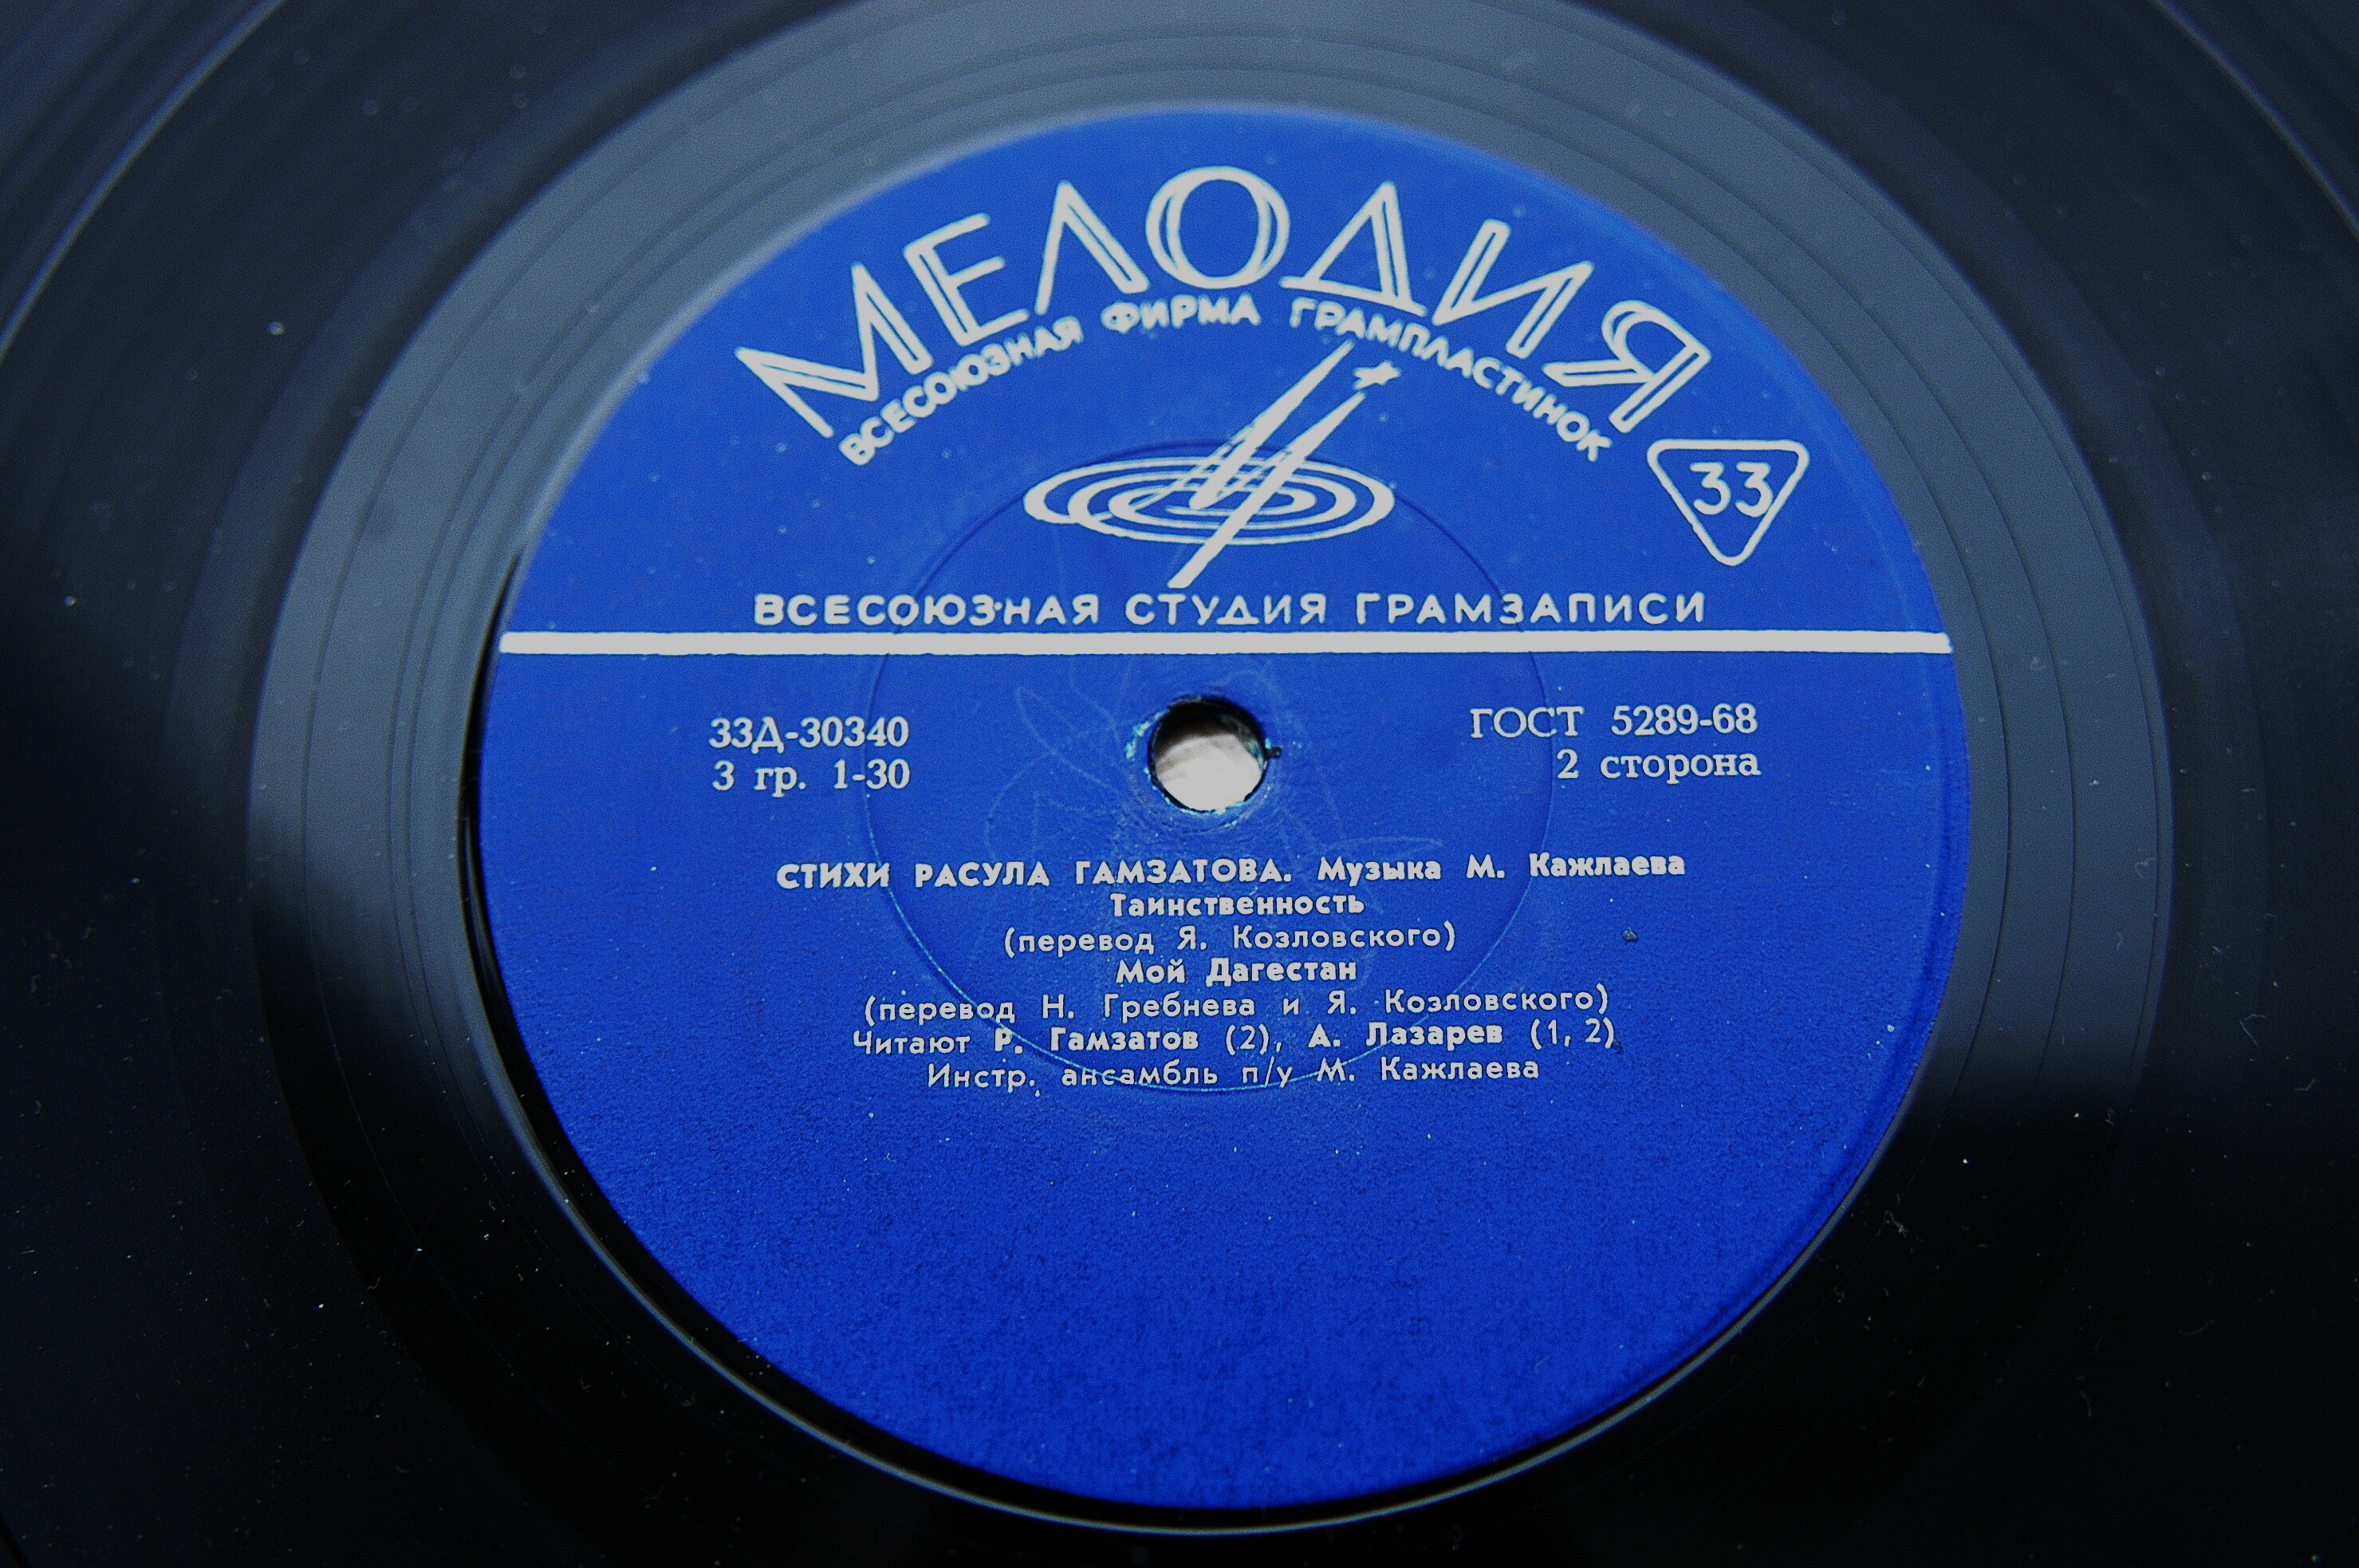 МЕЛОДИЯ
ВСЕСОЮЗНАЯ ФИРМА ГРАМПЛАСТИНОК
33
ВСЕСОЮЗНАЯ СТУДИЯ ГРАМЗАПИСИ
33Д-30340
3 гр. 1-30
ГОСТ 5289-68
2 сторона
СТИХИ РАСУЛА ГАМЗАТОВА. Музыка М. Кажлаева
Таинственность
(перевод Я. Козловского)
Мой Дагестан
(перевод Н. Гребнева и Я. Козловского)
Читают Р. Гамзатов (2), А. Лазарев (1, 2)
Инстр. ансамбль п/у М. Кажлаева